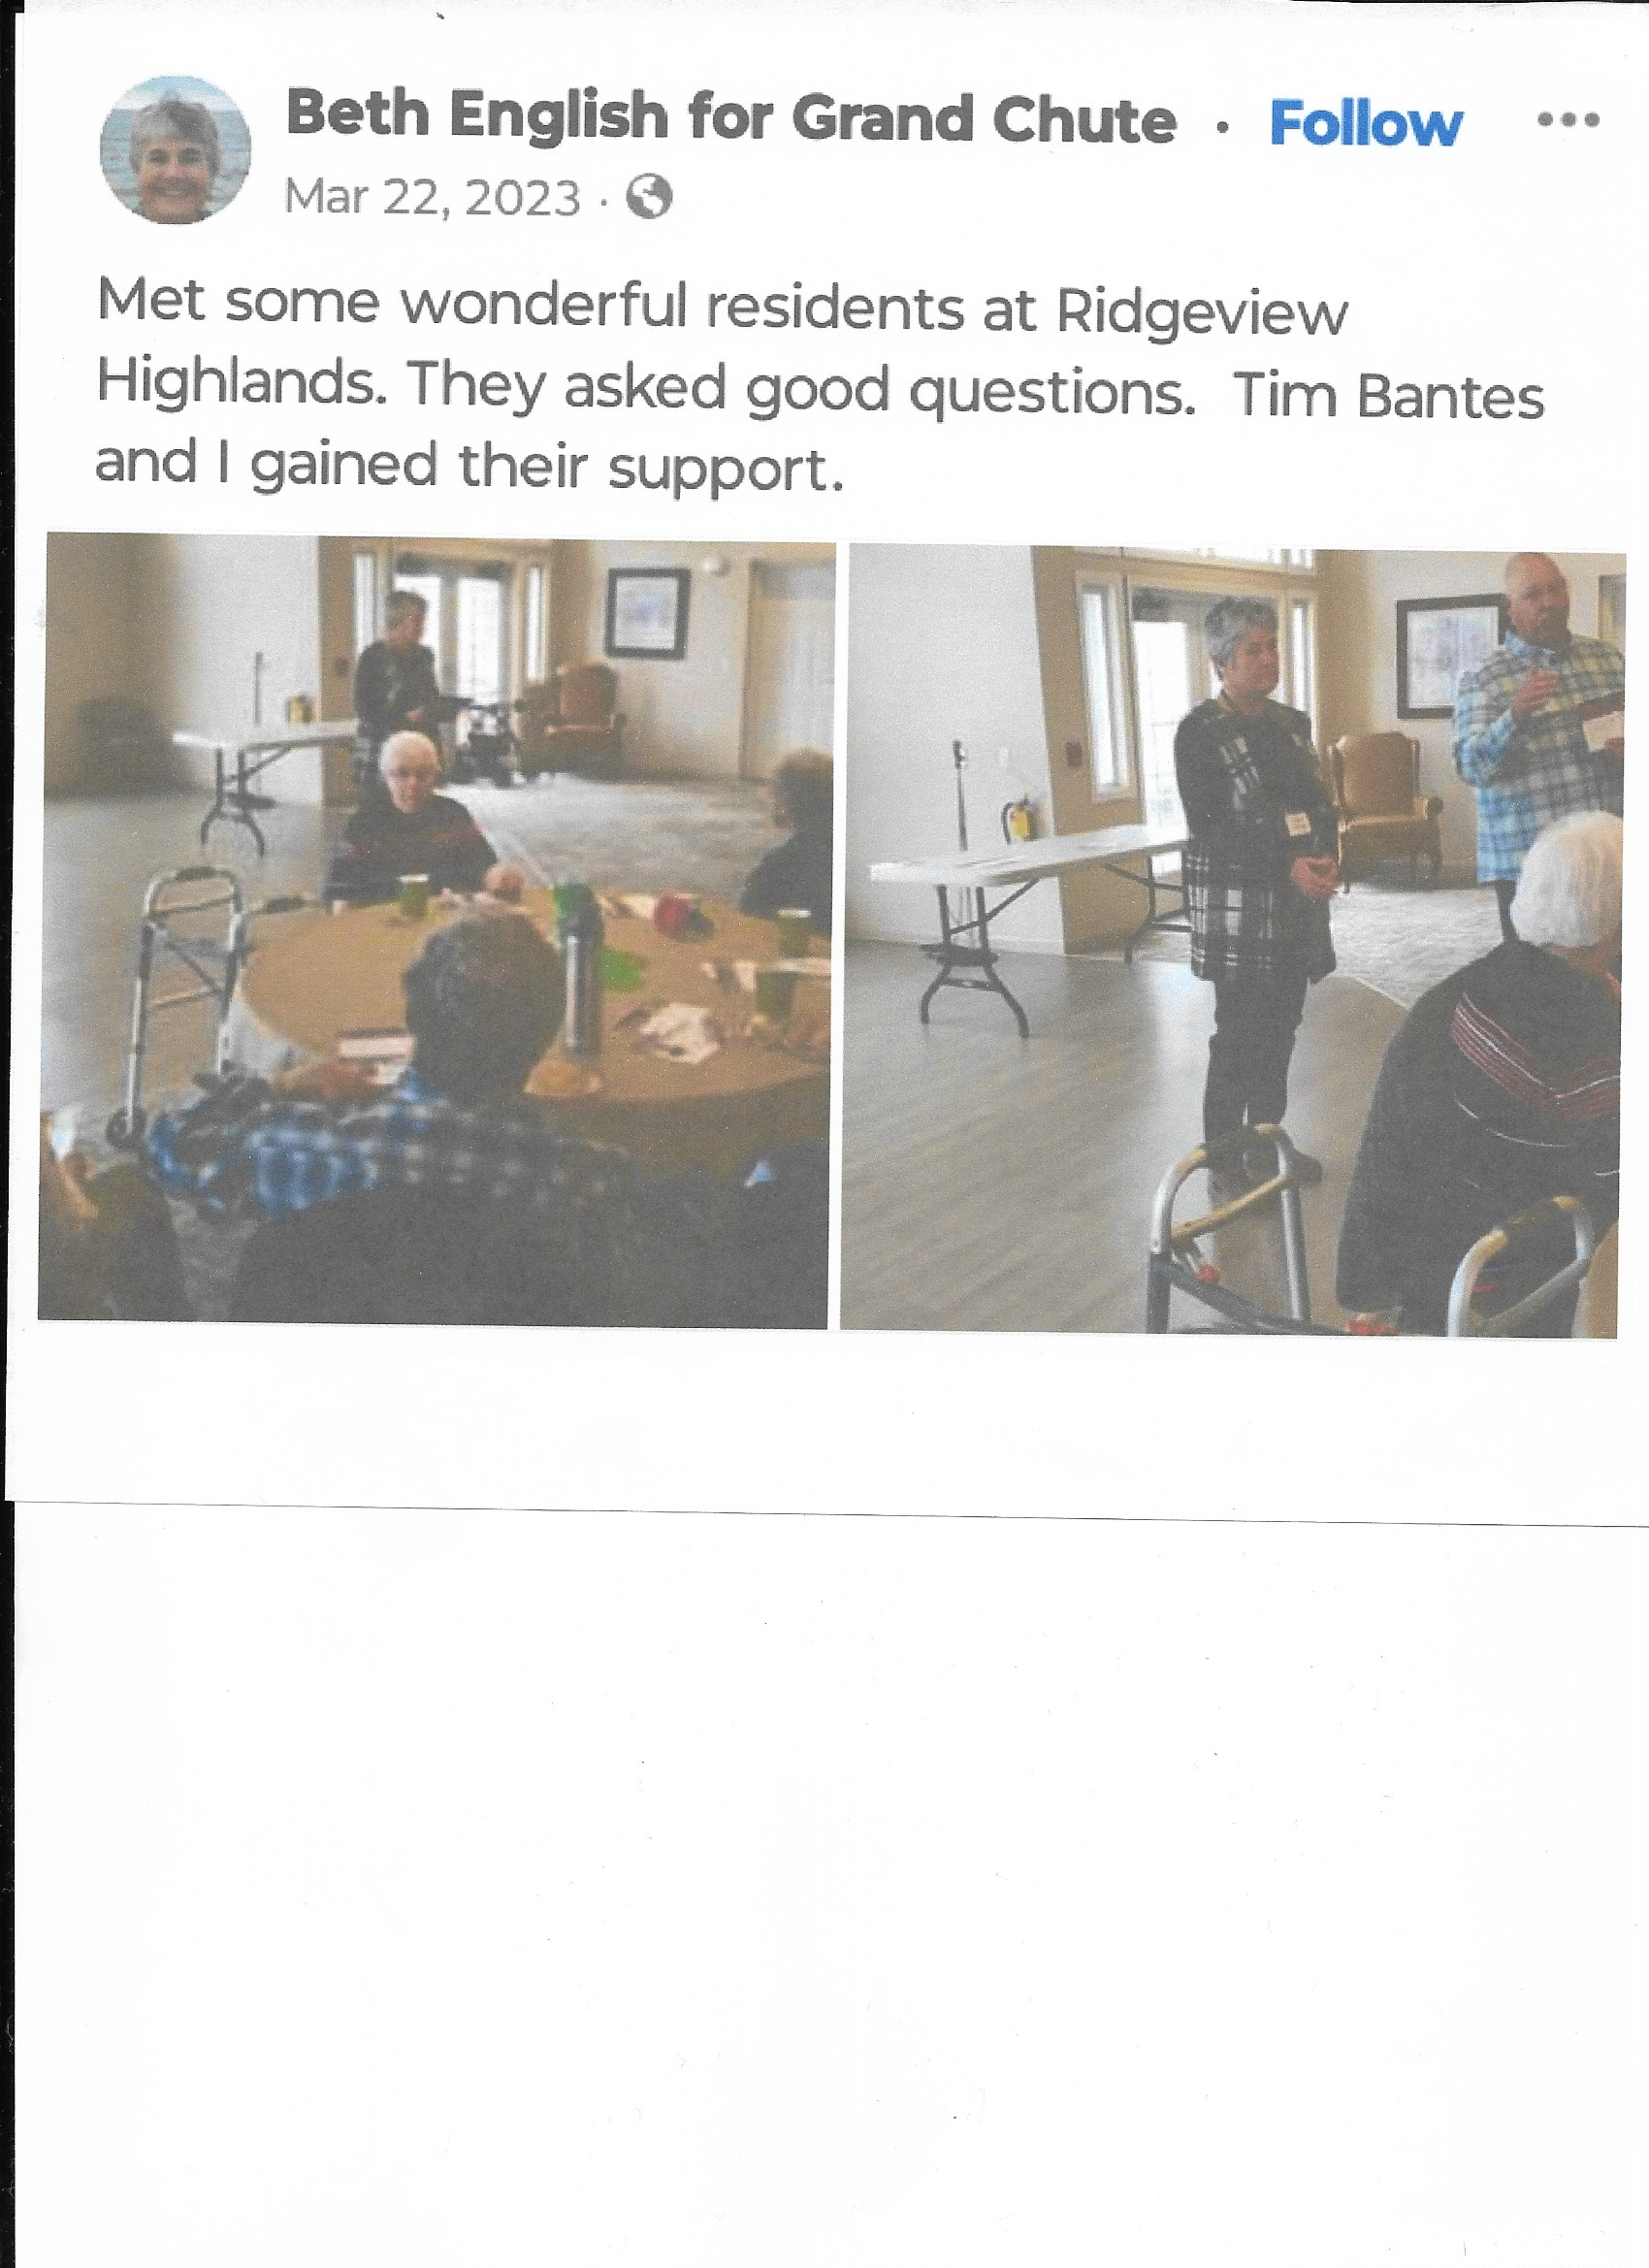 Beth English for Grand Chute · Follow ...
Mar 22, 2023 ·
Met some wonderful residents at Ridgeview
Highlands. They asked good questions.  Tim Bantes
and I gained their support.